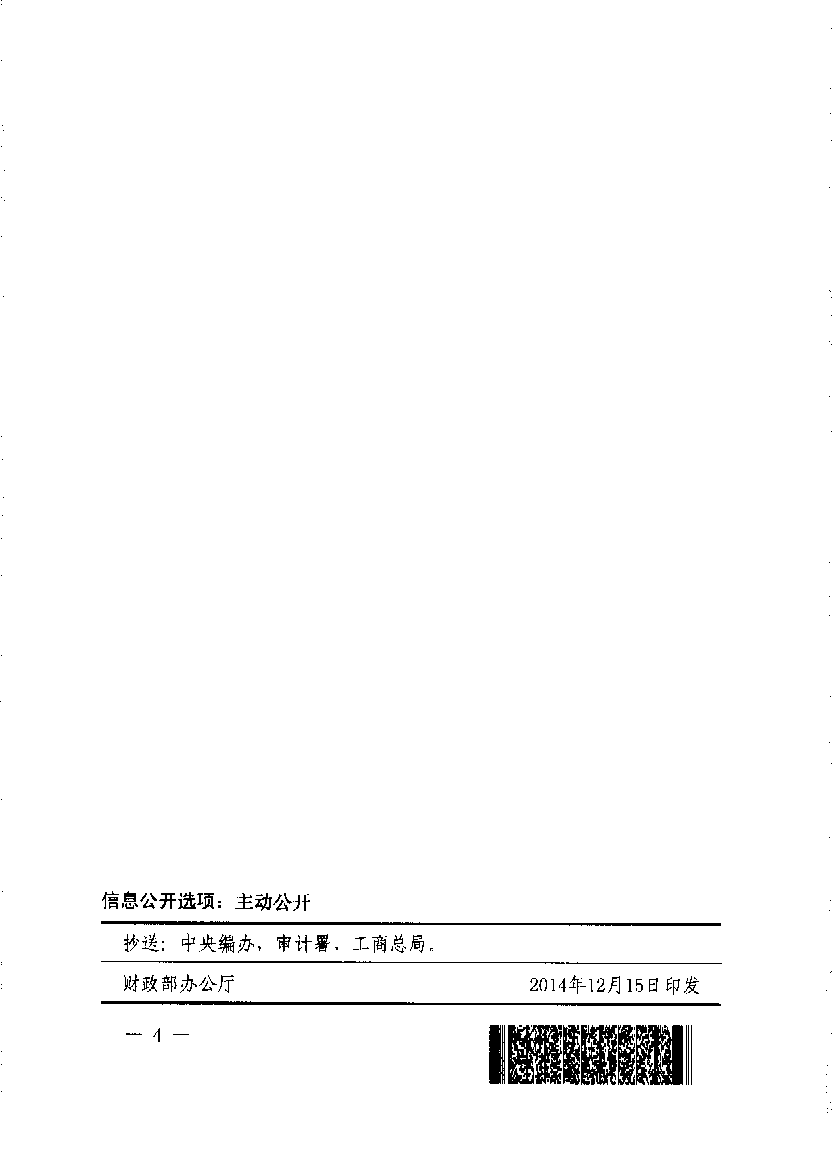 信息公开选项：主动公开
抄送：中央编办，审计署，工商总局。
财政部办公厅 2014年12月15日印发
— 4 —